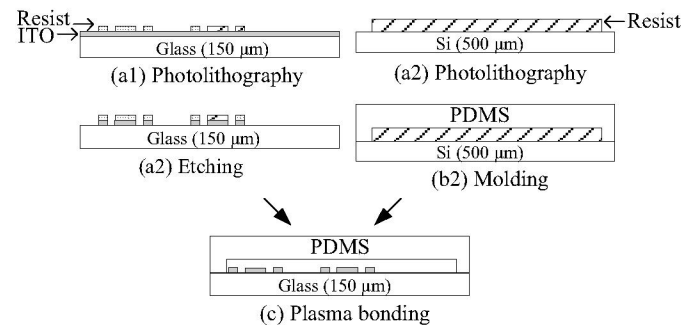 Resist
ITO
Glass (150 µm)
(a1) Photolithography
Resist
Si (500 µm)
(a2) Photolithography
Glass (150 µm)
(a2) Etching
PDMS
Si (500 µm)
(b2) Molding
PDMS
Glass (150 µm)
(c) Plasma bonding